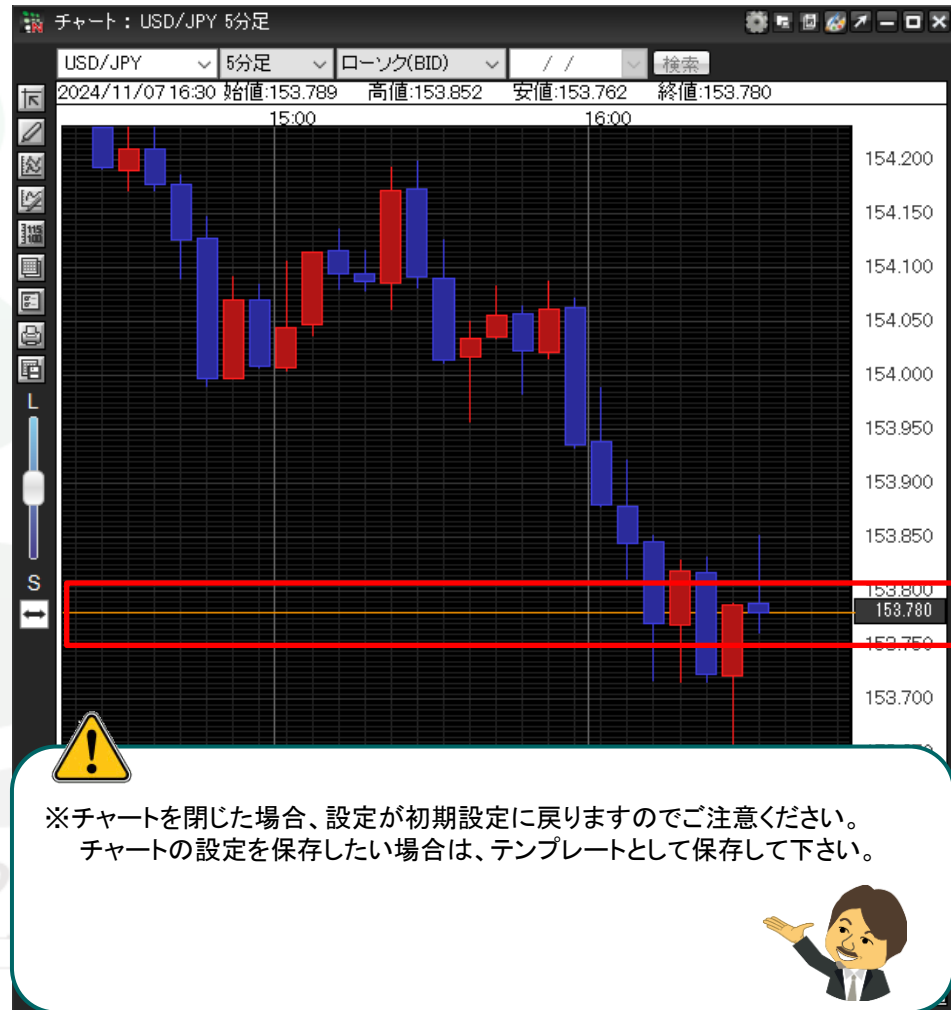 チャート : USD/JPY 5分足
USD/JPY 5分足 ローソク(BID) / / 検索
2024/11/07 16:30 始値:153.789 高値:153.852 安値:153.762 終値:153.780
15:00 16:00
154.200
154.150
154.100
154.050
154.000
153.950
153.900
153.850
153.800
153.780
153.750
153.700
L
S
※チャートを閉じた場合、設定が初期設定に戻りますのでご注意ください。
チャートの設定を保存したい場合は、テンプレートとして保存して下さい。